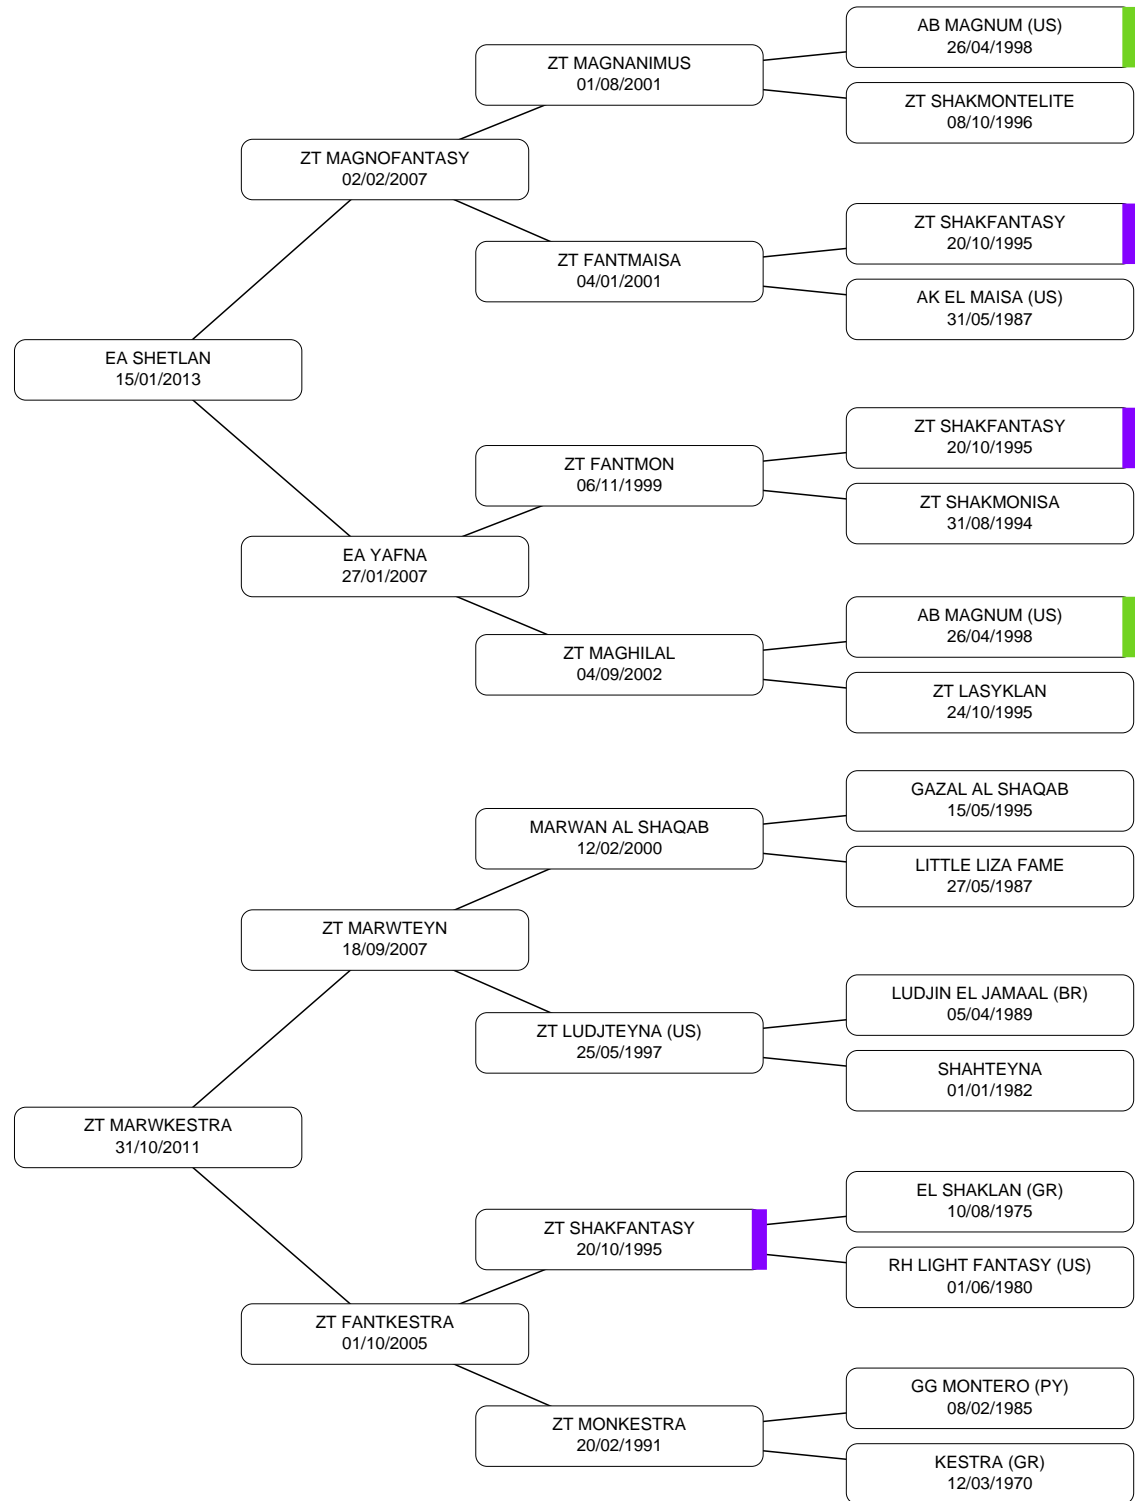 AB MAGNUM (US)
26/04/1998
ZT MAGNANIMUS
01/08/2001
ZT SHAKMONTELITE
08/10/1996
ZT MAGNOFANTASY
02/02/2007
ZT SHAKFANTASY
20/10/1995
ZT FANTMAISA
04/01/2001
AK EL MAISA (US)
31/05/1987
EA SHETLAN
15/01/2013
ZT SHAKFANTASY
20/10/1995
ZT FANTMON
06/11/1999
ZT SHAKMONISA
31/08/1994
EA YAFNA
27/01/2007
AB MAGNUM (US)
26/04/1998
ZT MAGHILAL
04/09/2002
ZT LASYKLAN
24/10/1995
GAZAL AL SHAQAB
15/05/1995
MARWAN AL SHAQAB
12/02/2000
LITTLE LIZA FAME
27/05/1987
ZT MARWTEYN
18/09/2007
LUDJIN EL JAMAAL (BR)
05/04/1989
ZT LUDJTEYNA (US)
25/05/1997
SHAHTEYNA
01/01/1982
ZT MARWKESTRA
31/10/2011
EL SHAKLAN (GR)
10/08/1975
ZT SHAKFANTASY
20/10/1995
RH LIGHT FANTASY (US)
01/06/1980
ZT FANTKESTRA
01/10/2005
GG MONTERO (PY)
08/02/1985
ZT MONKESTRA
20/02/1991
KESTRA (GR)
12/03/1970